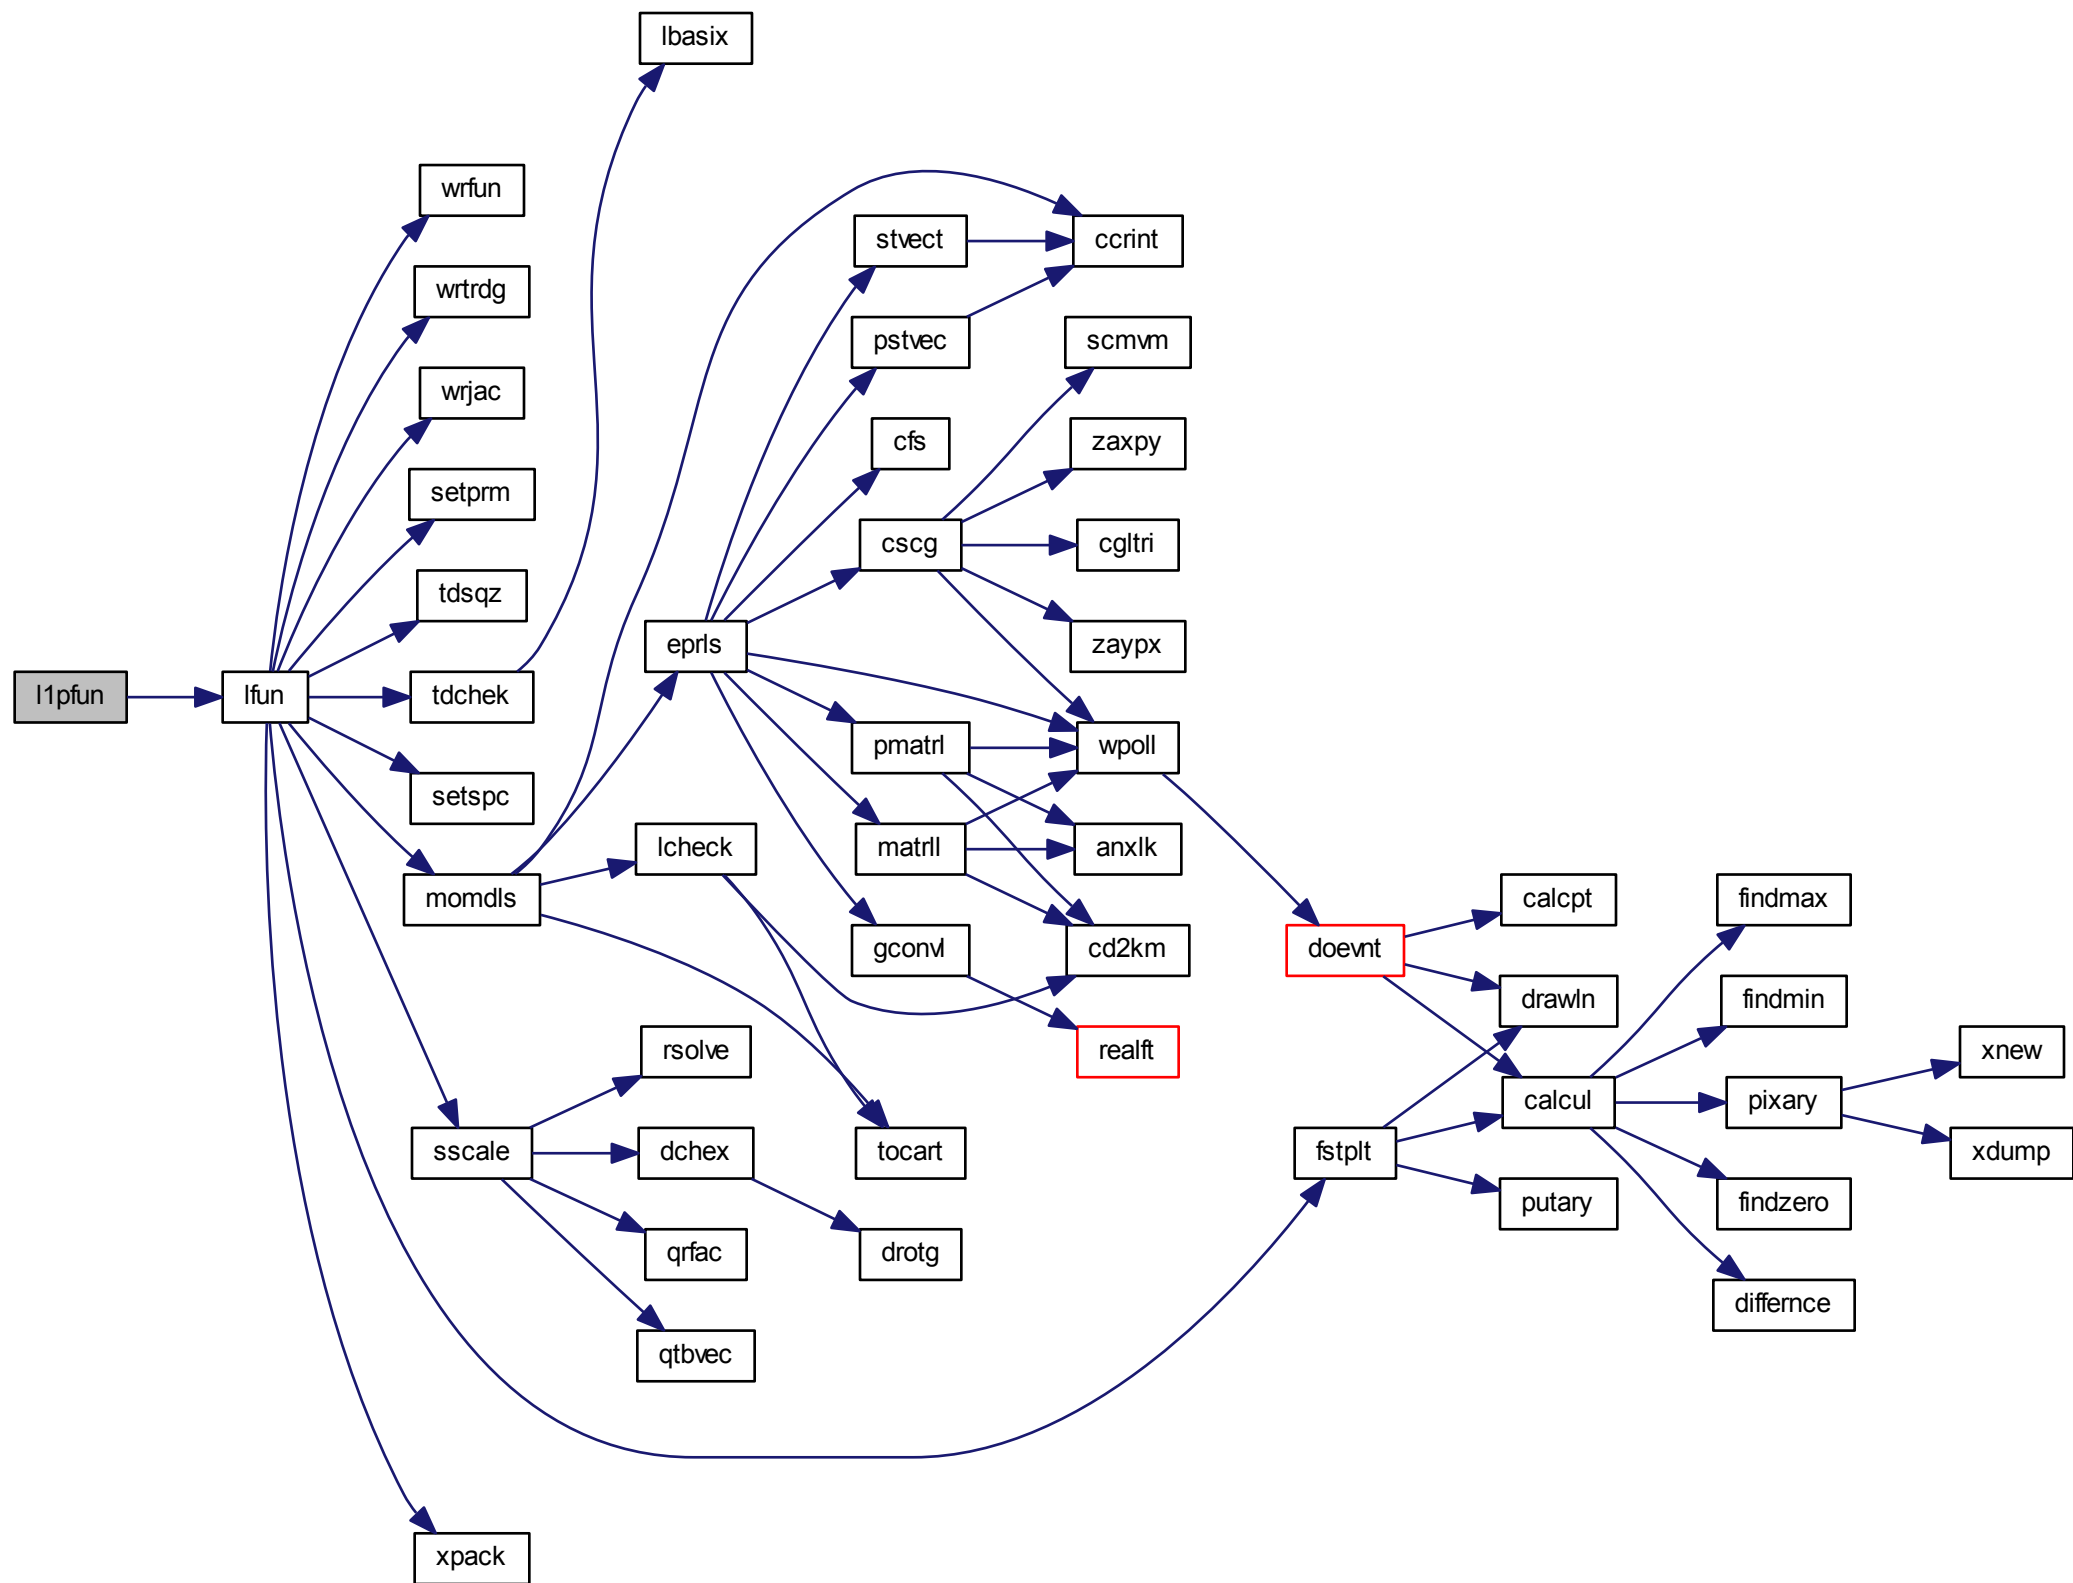 lbasix
wrfun
wrtrdg
wrjac
setprm
tdsqz
l1pfun
lfun
tdchek
setspc
momdls
sscale
xpack
eprls
lcheck
rsolve
dchex
qrfac
qtbvec
stvect
pstvec
cfs
cscg
pmatrl
matrll
gconvl
tocart
drotg
ccrint
scmvm
zaxpy
cgltri
zaypx
wpoll
anxlk
cd2km
realft
doevnt
fstplt
calcpt
drawln
calcul
putary
findmax
findmin
pixary
findzero
differnce
xnew
xdump